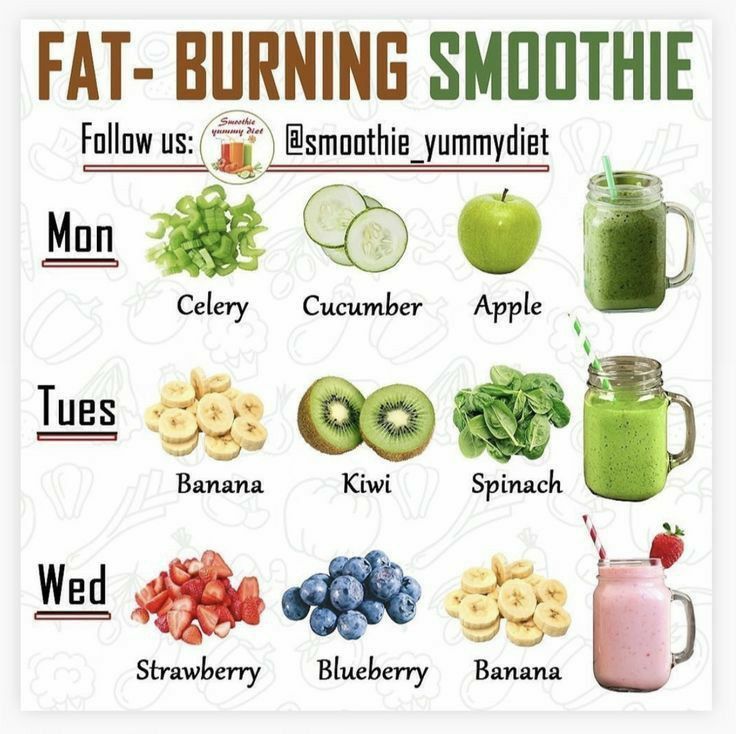 FAT- BURNING SMOOTHIE
Follow us: Smoothie yummy diet @smoothie_yummydiet
Mon
Celery Cucumber Apple
Tues
Banana Kiwi Spinach
Wed
Strawberry Blueberry Banana